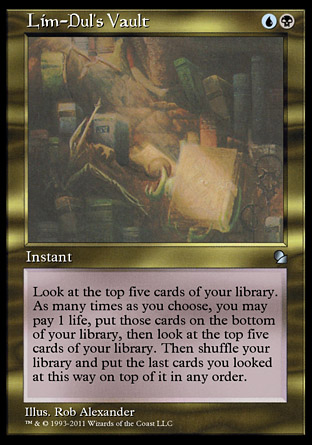 Lim-Dul's Vault
Instant
Look at the top five cards of your library.
As many times as you choose, you may
pay 1 life, put those cards on the bottom
of your library, then look at the top five
cards of your library. Then shuffle your
library and put the last cards you looked
at this way on top of it in any order.
Illus. Rob Alexander
™ & © 1993-2011 Wizards of the Coast LLC